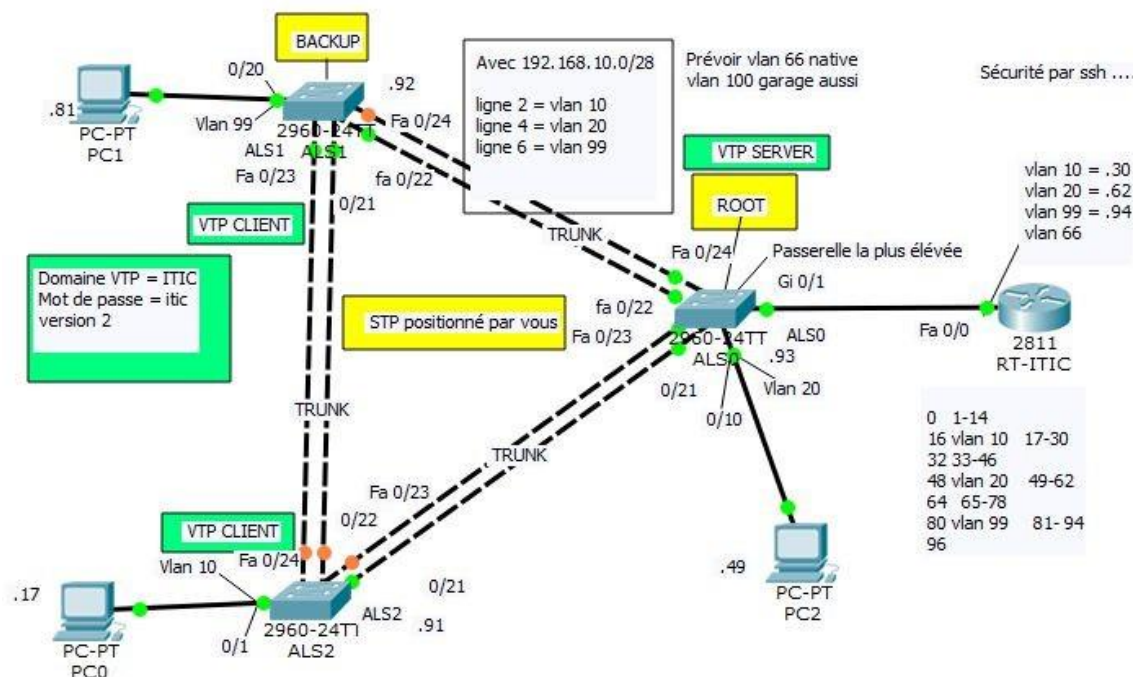 BACKUP
0/20
.92
.81
Vlan 99
Fa 0/24
PC-PT
PC1
2960-24TT
ALS1
ALS1
Fa 0/23
fa 0/22
0/21
VTP CLIENT
Avec 192.168.10.0/28
ligne 2 = vlan 10
ligne 4 = vlan 20
ligne 6 = vlan 99
Prévoir vlan 66 native
vlan 100 garage aussi
Sécurité par ssh ....
VTP SERVER
ROOT
vlan 10 = .30
vlan 20 = .62
vlan 99 = .94
vlan 66
TRUNK
Fa 0/24
Passerelle la plus élévée
Gi 0/1
Domaine VTP = ITIC
Mot de passe = itic
version 2
STP positionné par vous
fa 0/22
Fa 0/23
2960-24TT
ALS0
ALS0
.93
Fa 0/0
2811
RT-ITIC
0/21
Vlan 20
0/10
TRUNK
TRUNK
0 1-14
16 vlan 10 17-30
32 33-46
48 vlan 20 49-62
64 65-78
80 vlan 99 81- 94
96
Fa 0/23
0/22
VTP CLIENT
Fa 0/24
Vlan 10
.17
0/21
ALS2
.91
0/1
2960-24TT
ALS2
PC-PT
PC0
.49
PC-PT
PC2